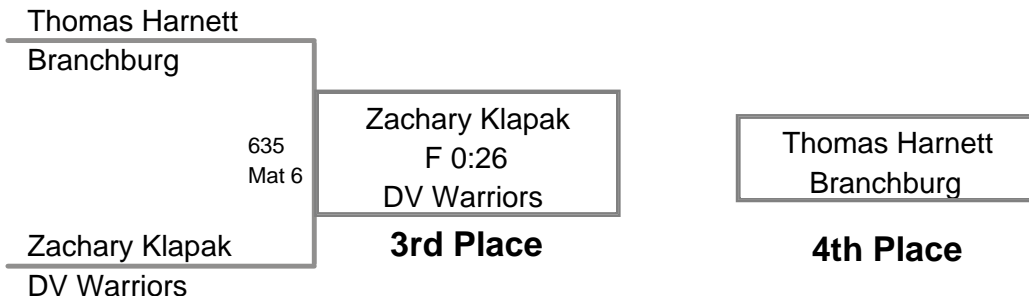 Thomas Harnett
Branchburg
635
Mat 6
Zachary Klapak
DV Warriors
Zachary Klapak
F 0:26
DV Warriors
3rd Place
Thomas Harnett
Branchburg
4th Place